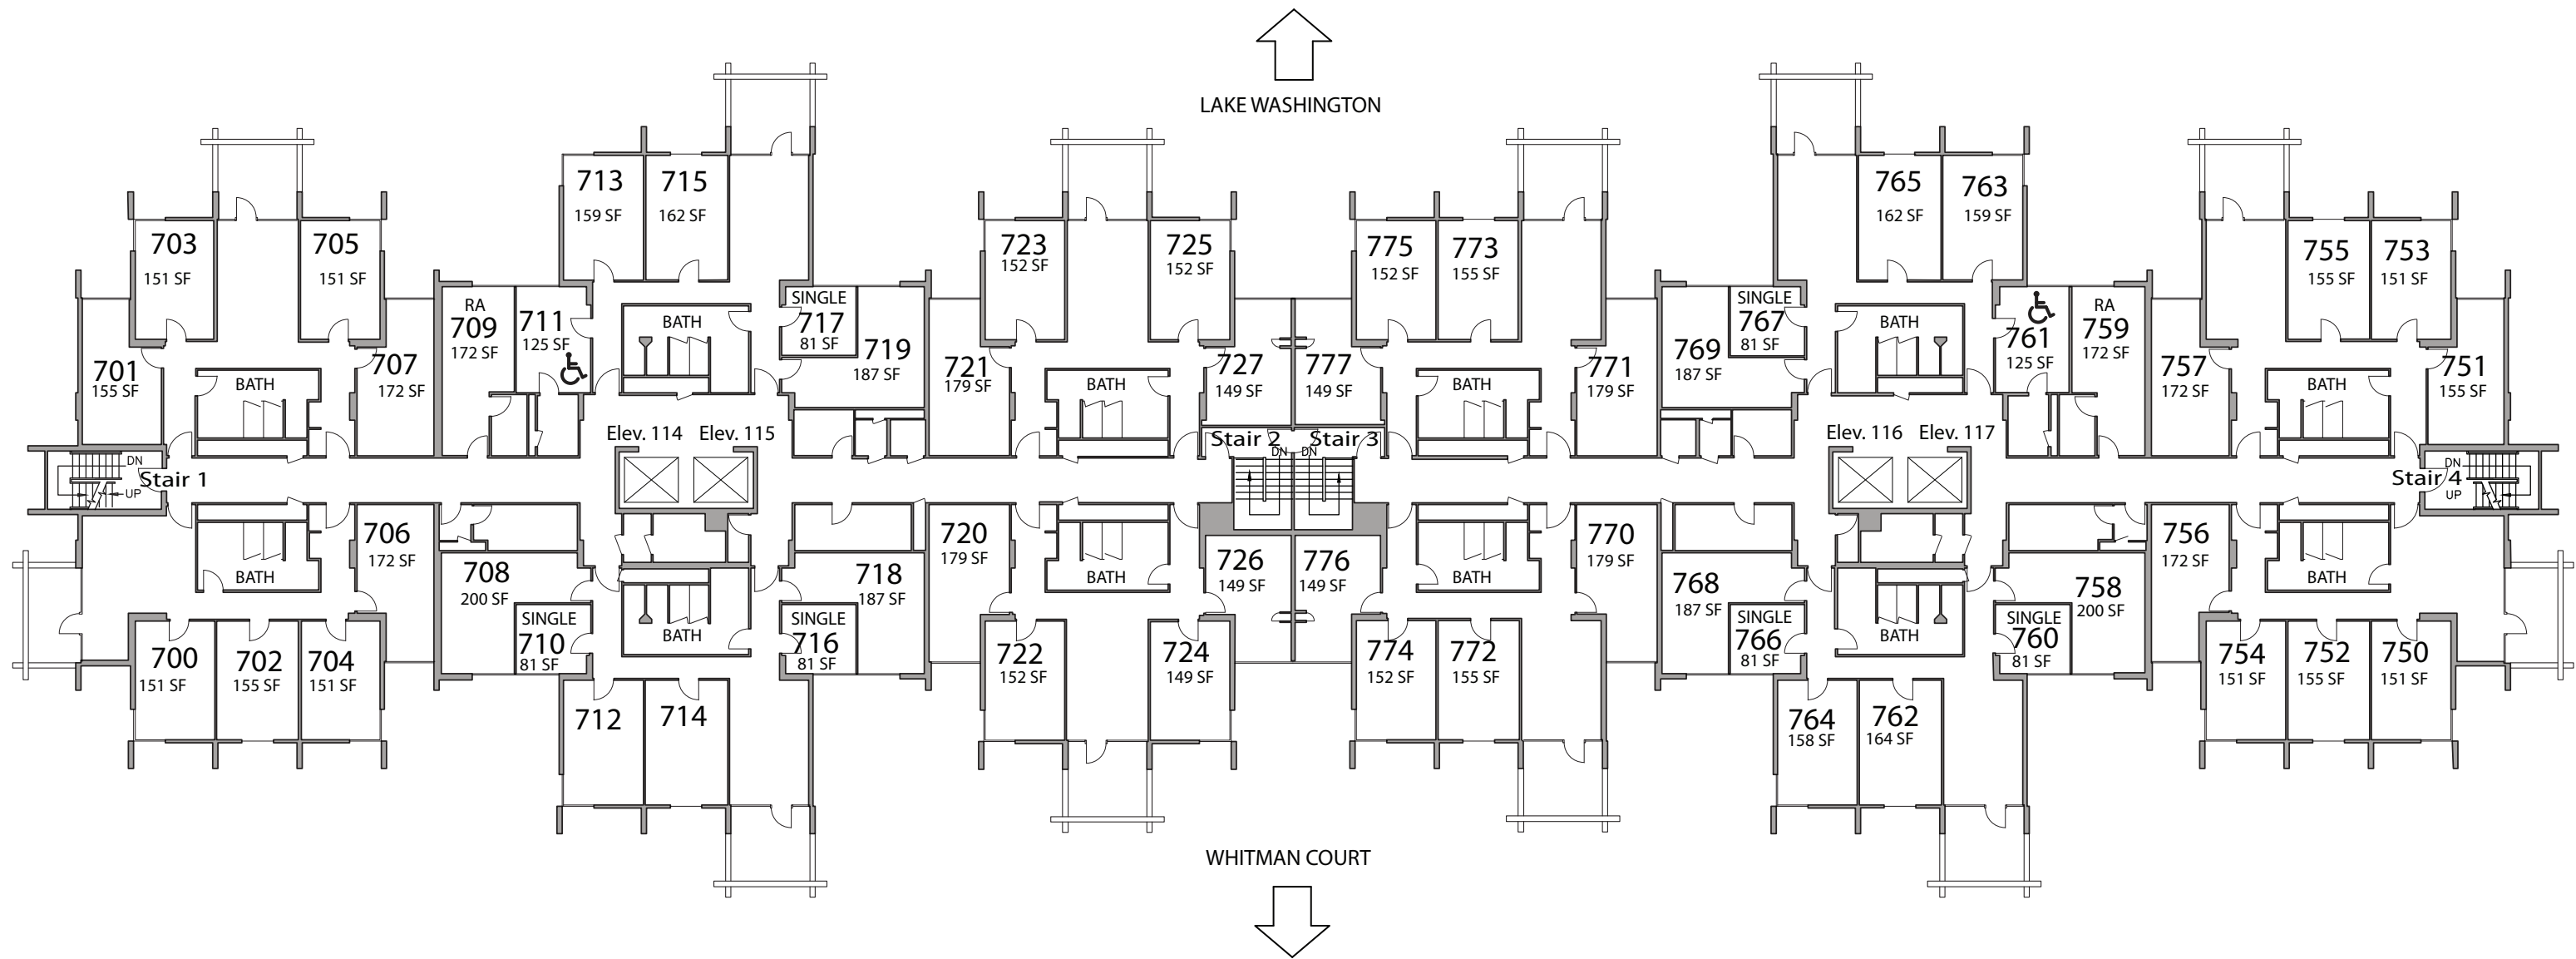 LAKE WASHINGTON
713
159 SF
715
162 SF
765
162 SF
763
159 SF
703
151 SF
705
151 SF
723
152 SF
725
152 SF
775
152 SF
773
155 SF
755
155 SF
753
151 SF
701
155 SF
BATH
707
172 SF
RA
709
172 SF
711
125 SF
BATH
SINGLE
717
81 SF
719
187 SF
721
179 SF
BATH
727
149 SF
777
149 SF
BATH
771
179 SF
769
187 SF
SINGLE
767
81 SF
BATH
761
125 SF
RA
759
172 SF
757
172 SF
BATH
751
155 SF
Elev. 114
Elev. 115
Stair 2
Stair 3
DN
DN
Elev. 116
Elev. 117
DN
UP
Stair 1
Stair 4
DN
UP
BATH
706
172 SF
708
200 SF
SINGLE
710
81 SF
BATH
SINGLE
716
81 SF
718
187 SF
720
179 SF
BATH
726
149 SF
776
149 SF
BATH
770
179 SF
768
187 SF
SINGLE
766
81 SF
BATH
SINGLE
760
81 SF
758
200 SF
756
172 SF
BATH
700
151 SF
702
155 SF
704
151 SF
712
714
722
152 SF
724
149 SF
774
152 SF
772
155 SF
764
158 SF
762
164 SF
754
151 SF
752
155 SF
750
151 SF
WHITMAN COURT